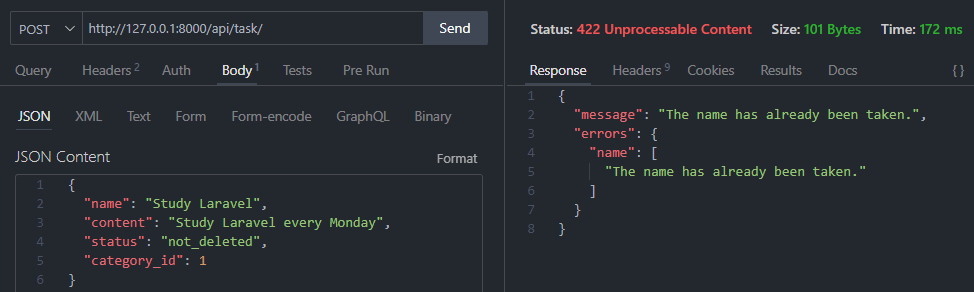 POST http://127.0.0.1:8000/api/task/ Send
Query Headers 2 Auth Body 1 Tests Pre Run
JSON XML Text Form Form-encode GraphQL Binary
JSON Content Format
1 {
2 "name": "Study Laravel",
3 "content": "Study Laravel every Monday",
4 "status": "not_deleted",
5 "category_id": 1
6 }
Status: 422 Unprocessable Content Size: 101 Bytes Time: 172 ms
Response Headers 9 Cookies Results Docs { }
1 {
2 "message": "The name has already been taken.",
3 "errors": {
4 "name": [
5 "The name has already been taken."
6 ]
7 }
8 }